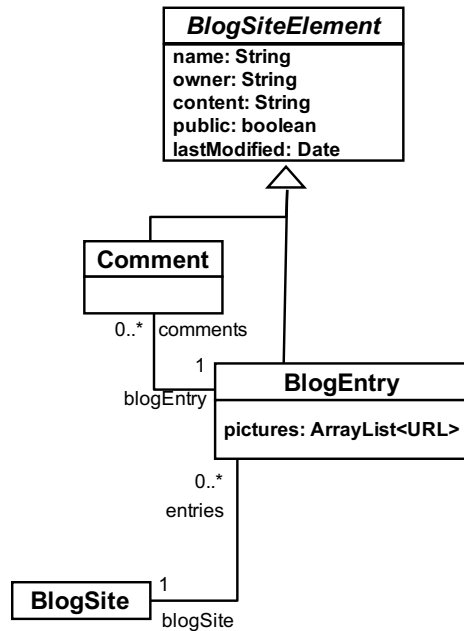 BlogSiteElement
name: String
owner: String
content: String
public: boolean
lastModified: Date
Comment
0..* comments
1
blogEntry
BlogEntry
pictures: ArrayList<URL>
0..*
entries
BlogSite
1
blogSite